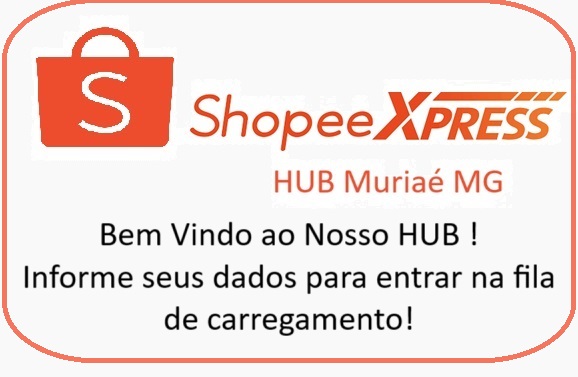 S
ShopeeXPRESS
HUB Muriaé MG
Bem Vindo ao Nosso HUB !
Informe seus dados para entrar na fila
de carregamento!